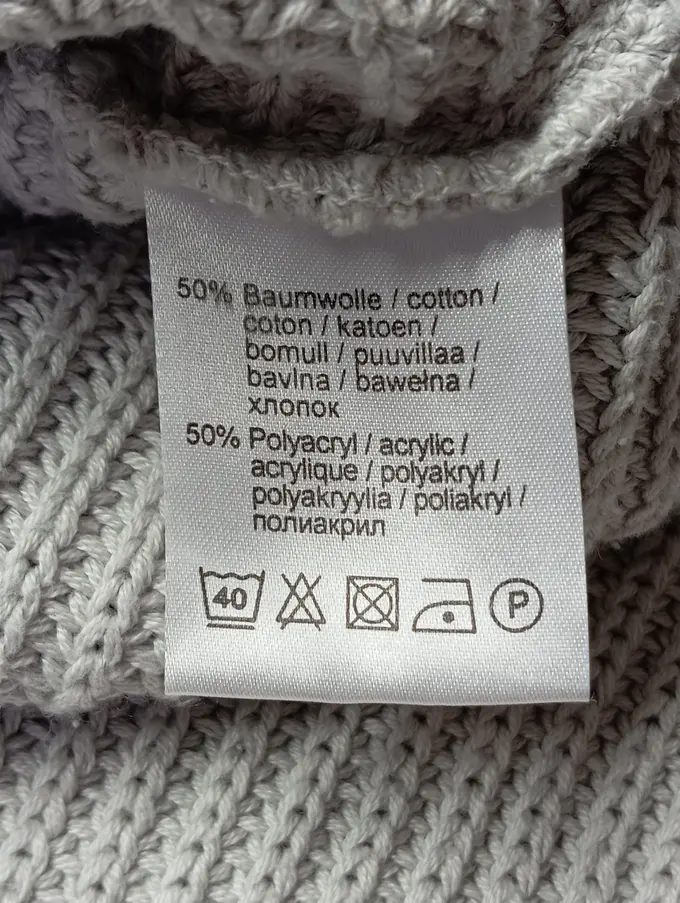 50% Baumwolle / cotton /
coton / katoen /
bomull / puuvillaa /
bavlna / bawełna /
хлопок
50% Polyacryl / acrylic /
acrylique / polyakryl /
polyakryylia / poliakryl /
полиакрил
40 P